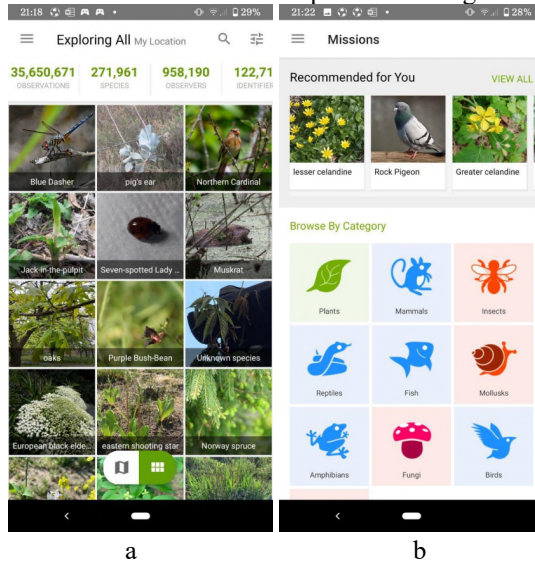 21:18 29%
Exploring All My Location
35,650,671 271,961 958,190 122,71
OBSERVATIONS SPECIES OBSERVERS IDENTIFIER
Blue Dasher pig's ear Northern Cardinal
Jack-in-the-pulpit Seven-spotted Lady ... Muskrat
oaks Purple Bush-Bean Unknown species
European black elde... eastern shooting star Norway spruce
a
21:22 28%
Missions
Recommended for You VIEW ALL
lesser celandine Rock Pigeon Greater celandine
Browse By Category
Plants Mammals Insects
Reptiles Fish Mollusks
Amphibians Fungi Birds
b